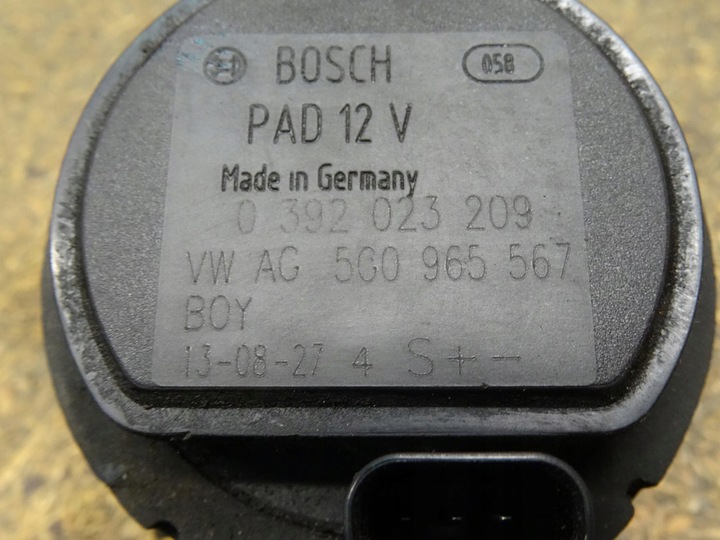 BOSCH 058
PAD 12 V
Made in Germany
0 392 023 209
VW AG 5G0 965 567
BOY
13-08-27 4 S + -